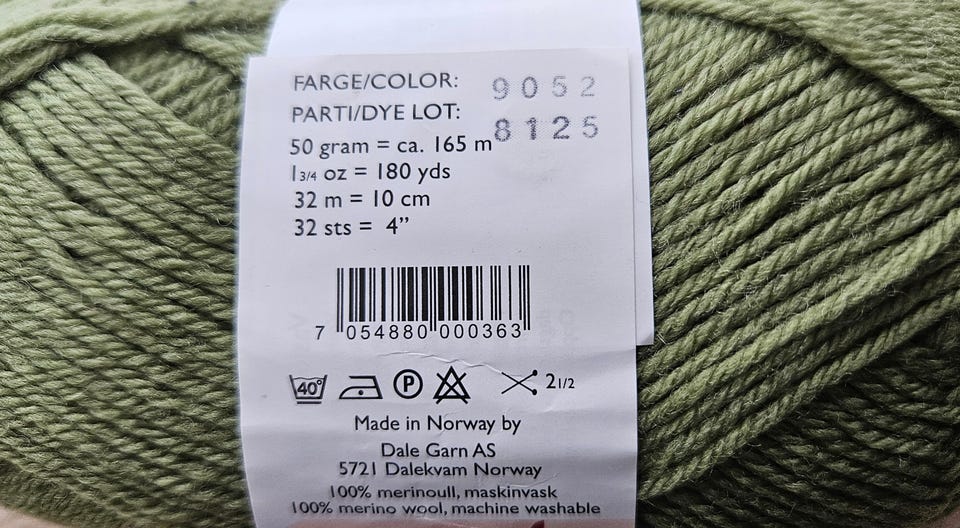 FARGE/COLOR: 9052
PARTI/DYE LOT: 8125
50 gram = ca. 165 m
1 3/4 oz = 180 yds
32 m = 10 cm
32 sts = 4”
7 054880 000363
40° P 2 1/2
Made in Norway by
Dale Garn AS
5721 Dalekvam Norway
100% merinoull, maskinvask
100% merino wool, machine washable